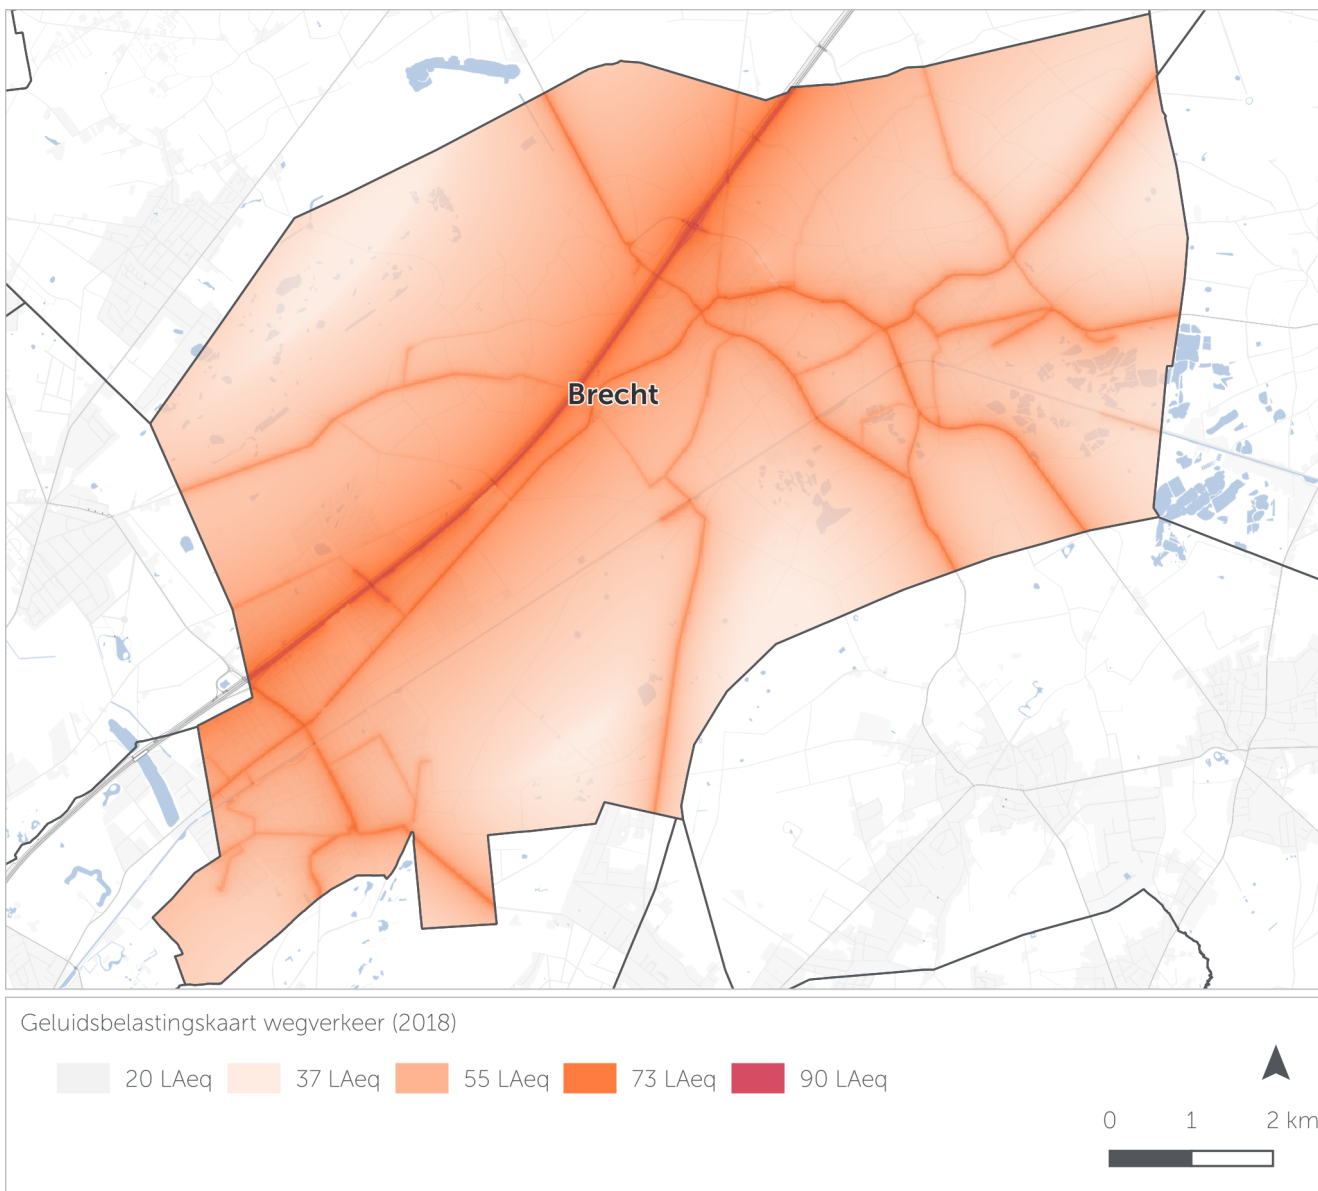 Brecht
Geluidsbelastingskaart wegverkeer (2018)
20 LAeq 37 LAeq 55 LAeq 73 LAeq 90 LAeq
0 1 2 km